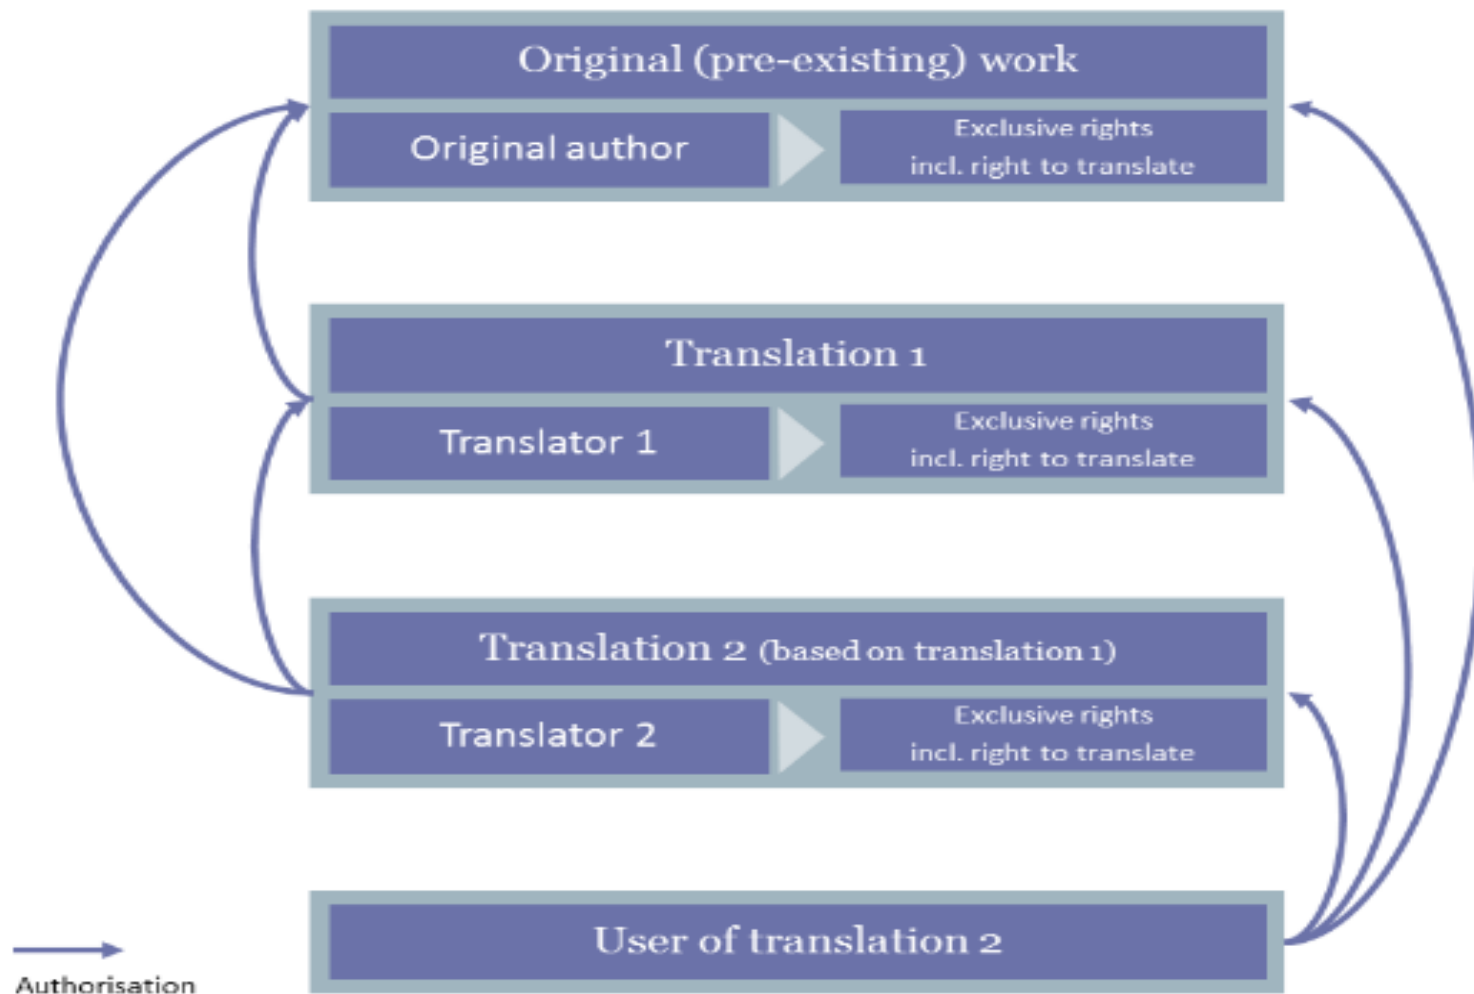 Original (pre-existing) work
Original author
Exclusive rights
incl. right to translate
Translation 1
Translator 1
Exclusive rights
incl. right to translate
Translation 2 (based on translation 1)
Translator 2
Exclusive rights
incl. right to translate
User of translation 2
Authorisation